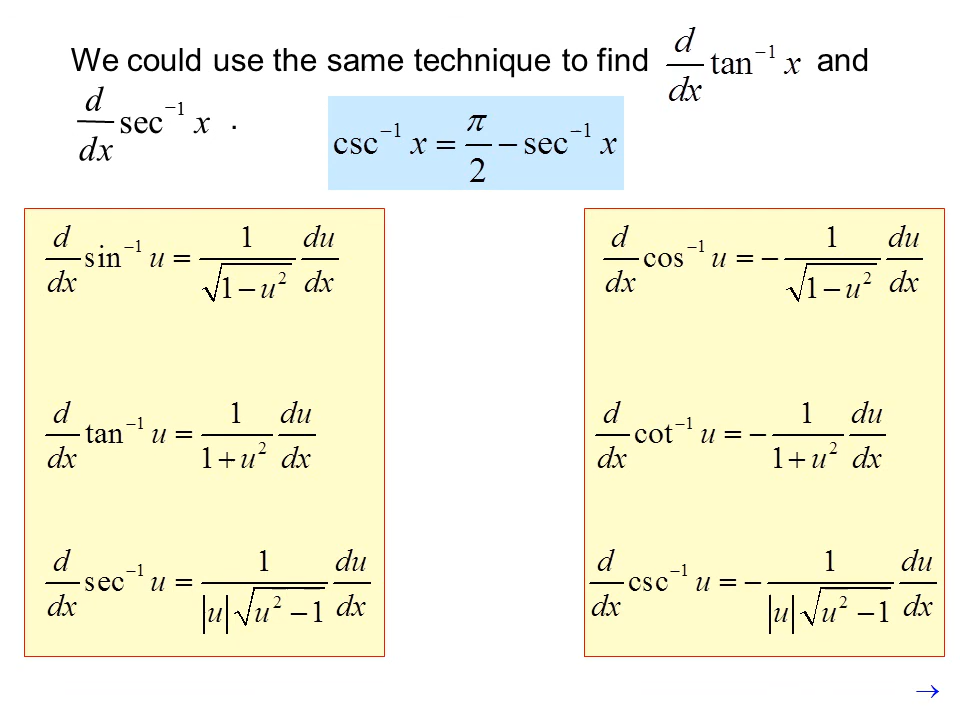 We could use the same technique to find d/dx tan⁻¹ x and
d/dx sec⁻¹ x .
csc⁻¹ x = π/2 − sec⁻¹ x
d/dx sin⁻¹ u = 1/√(1−u²) du/dx
d/dx tan⁻¹ u = 1/(1+u²) du/dx
d/dx sec⁻¹ u = 1/(|u|√(u²−1)) du/dx
d/dx cos⁻¹ u = − 1/√(1−u²) du/dx
d/dx cot⁻¹ u = − 1/(1+u²) du/dx
d/dx csc⁻¹ u = − 1/(|u|√(u²−1)) du/dx
→